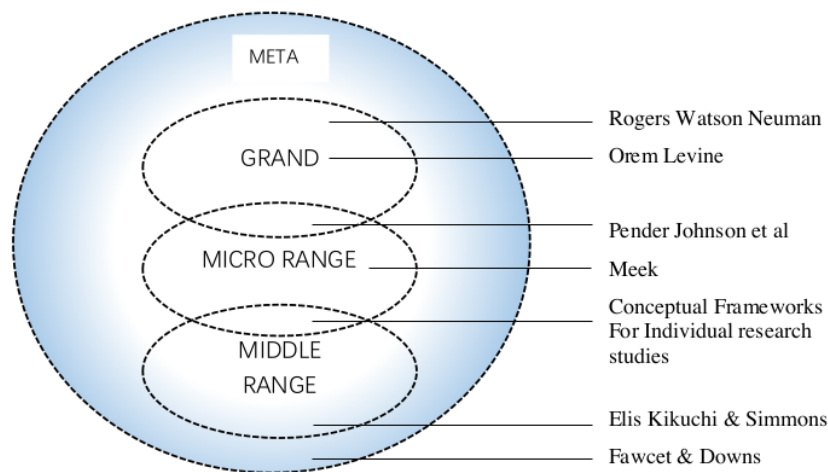 META
GRAND
MICRO RANGE
MIDDLE
RANGE
Rogers Watson Neuman
Orem Levine
Pender Johnson et al
Meek
Conceptual Frameworks
For Individual research
studies
Elis Kikuchi & Simmons
Fawcet & Downs